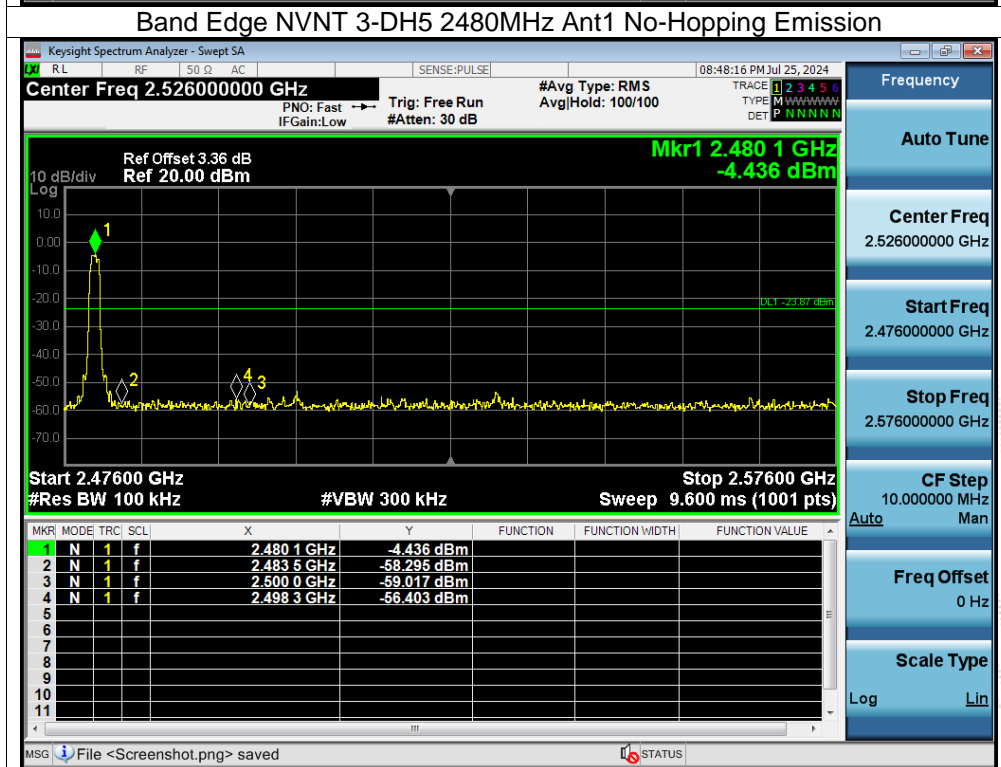 Band Edge NVNT 3-DH5 2480MHz Ant1 No-Hopping Emission
Keysight Spectrum Analyzer - Swept SA
LXI RL RF 50 Ω AC SENSE:PULSE 08:48:16 PM Jul 25, 2024
Center Freq 2.526000000 GHz
PNO: Fast
IFGain:Low
Trig: Free Run
#Atten: 30 dB
#Avg Type: RMS
Avg|Hold: 100/100
TRACE 1 2 3 4 5 6
TYPE M W W W W W
DET P N N N N N
Frequency
Auto Tune
Center Freq
2.526000000 GHz
Start Freq
2.476000000 GHz
Stop Freq
2.576000000 GHz
CF Step
10.000000 MHz
Auto Man
Freq Offset
0 Hz
Scale Type
Log Lin
Ref Offset 3.36 dB
10 dB/div Ref 20.00 dBm
Log
Mkr1 2.480 1 GHz
-4.436 dBm
10.0
0.00
-10.0
-20.0
-30.0
-40.0
-50.0
-60.0
-70.0
1
2
4
3
DL1 -23.87 dBm
Start 2.47600 GHz Stop 2.57600 GHz
#Res BW 100 kHz #VBW 300 kHz Sweep 9.600 ms (1001 pts)
MKR MODE TRC SCL X Y FUNCTION FUNCTION WIDTH FUNCTION VALUE
1 N 1 f 2.480 1 GHz -4.436 dBm
2 N 1 f 2.483 5 GHz -58.295 dBm
3 N 1 f 2.500 0 GHz -59.017 dBm
4 N 1 f 2.498 3 GHz -56.403 dBm
5
6
7
8
9
10
11
MSG File <Screenshot.png> saved STATUS